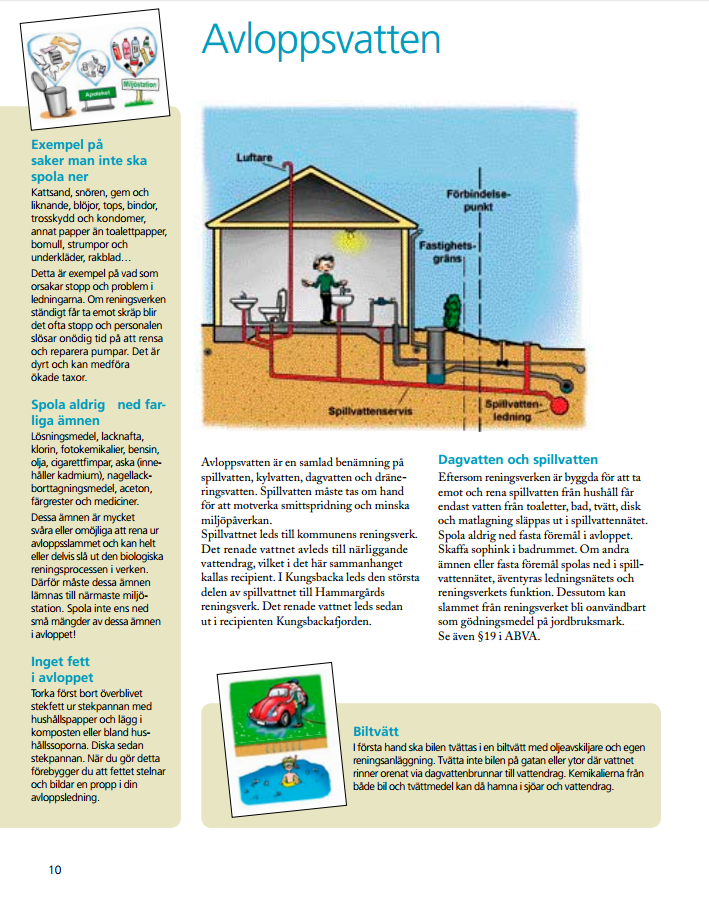 Avloppsvatten
Apoteket
Miljöstation
Exempel på
saker man inte ska
spola ner
Kattsand, snören, gem och
liknande, blöjor, tops, bindor,
trosskydd och kondomer,
annat papper än toalettpapper,
bomull, strumpor och
underkläder, rakblad…
Detta är exempel på vad som
orsakar stopp och problem i
ledningarna. Om reningsverken
ständigt får ta emot skräp blir
det ofta stopp och personalen
slösar onödig tid på att rensa
och reparera pumpar. Det är
dyrt och kan medföra
ökade taxor.
Spola aldrig ned far-
liga ämnen
Lösningsmedel, lacknafta,
klorin, fotokemikalier, bensin,
olja, cigarettfimpar, aska (inne-
håller kadmium), nagellack-
borttagningsmedel, aceton,
färgrester och mediciner.
Dessa ämnen är mycket
svåra eller omöjliga att rena ur
avloppsslammet och kan helt
eller delvis slå ut den biologiska
reningsprocessen i verken.
Därför måste dessa ämnen
lämnas till närmaste miljö-
station. Spola inte ens ned
små mängder av dessa ämnen
i avloppet!
Inget fett
i avloppet
Torka först bort överblivet
stekfett ur stekpannan med
hushållspapper och lägg i
komposten eller bland hus-
hållssoporna. Diska sedan
stekpannan. När du gör detta
förebygger du att fettet stelnar
och bildar en propp i din
avloppsledning.
Luftare
Förbindelse-
punkt
Fastighets-
gräns
Spillvattenservis
Spillvatten-
ledning
Avloppsvatten är en samlad benämning på
spillvatten, kylvatten, dagvatten och dräne-
ringsvatten. Spillvatten måste tas om hand
för att motverka smittspridning och minska
miljöpåverkan.
Spillvattnet leds till kommunens reningsverk.
Det renade vattnet avleds till närliggande
vattendrag, vilket i det här sammanhanget
kallas recipient. I Kungsbacka leds den största
delen av spillvattnet till Hammargårds
reningsverk. Det renade vattnet leds sedan
ut i recipienten Kungsbackafjorden.
Dagvatten och spillvatten
Eftersom reningsverken är byggda för att ta
emot och rena spillvatten från hushåll får
endast vatten från toaletter, bad, tvätt, disk
och matlagning släppas ut i spillvattennätet.
Spola aldrig ned fasta föremål i avloppet.
Skaffa sophink i badrummet. Om andra
ämnen eller fasta föremål spolas ned i spill-
vattennätet, äventyras ledningsnätets och
reningsverkets funktion. Dessutom kan
slammet från reningsverket bli oanvändbart
som gödningsmedel på jordbruksmark.
Se även §19 i ABVA.
Biltvätt
I första hand ska bilen tvättas i en biltvätt med oljeavskiljare och egen
reningsanläggning. Tvätta inte bilen på gatan eller ytor där vattnet
rinner orenat via dagvattenbrunnar till vattendrag. Kemikalierna från
både bil och tvättmedel kan då hamna i sjöar och vattendrag.
10